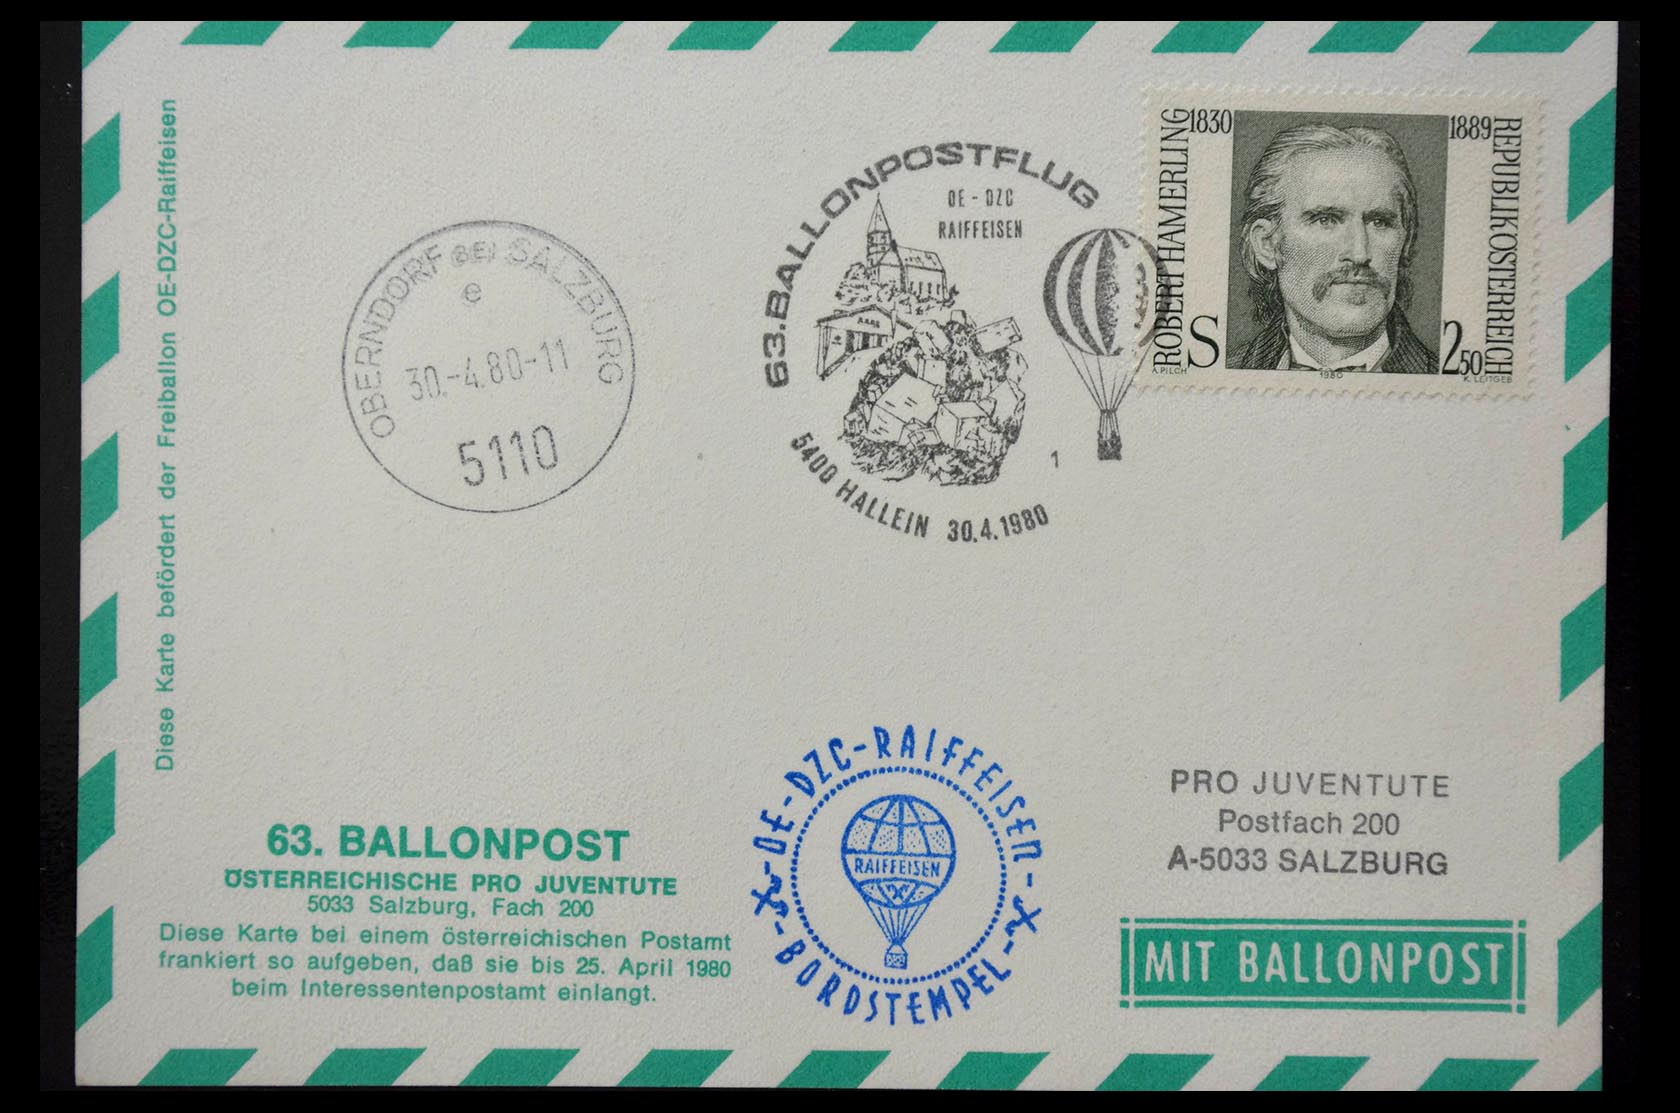 Diese Karte befördert der Freiballon OE-DZC-Raiffeisen
OBERNDORF BEI SALZBURG
e
30.-4.80-11
5110
63. BALLONPOSTFLUG
OE - DZC
RAIFFEISEN
1
5400 HALLEIN 30.4.1980
ROBERT HAMERLING
1830
1889
REPUBLIK ÖSTERREICH
S
2,50
A. PILCH
1980
K. LEITGEB
63. BALLONPOST
ÖSTERREICHISCHE PRO JUVENTUTE
5033 Salzburg, Fach 200
Diese Karte bei einem österreichischen Postamt
frankiert so aufgeben, daß sie bis 25. April 1980
beim Interessentenpostamt einlangt.
-OE-DZC-RAIFFEISEN-
RAIFFEISEN
-BORDSTEMPEL-
PRO JUVENTUTE
Postfach 200
A-5033 SALZBURG
MIT BALLONPOST